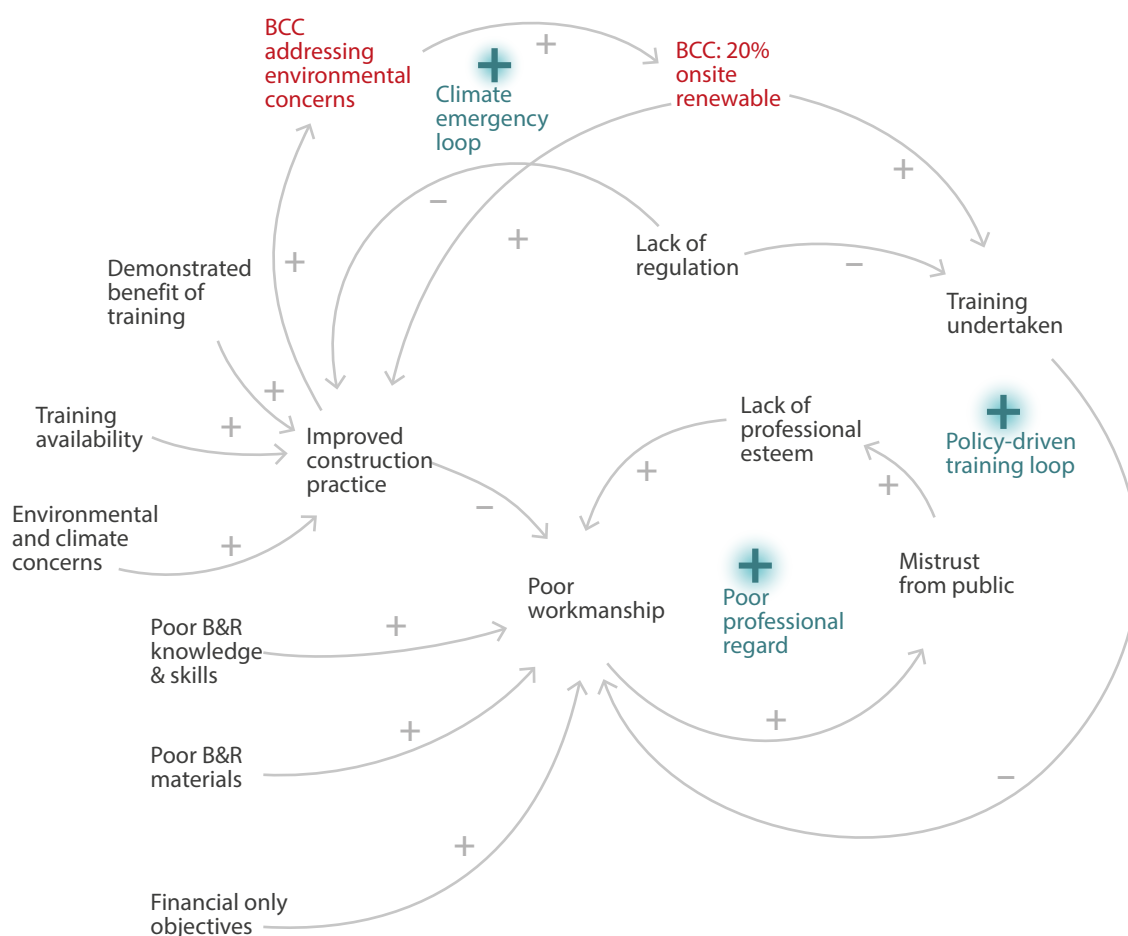 BCC
addressing
environmental
concerns
+
Climate
emergency
loop
+
BCC: 20%
onsite
renewable
+
−
+
+
Lack of
regulation
−
Demonstrated
benefit of
training
Training
undertaken
+
Training
availability
+
Improved
construction
practice
Lack of
professional
esteem
+
Policy-driven
training loop
+
+
−
Environmental
and climate
concerns
+
Poor
workmanship
+
Poor
professional
regard
Mistrust
from public
Poor B&R
knowledge
& skills
+
+
Poor B&R
materials
+
−
Financial only
objectives
+